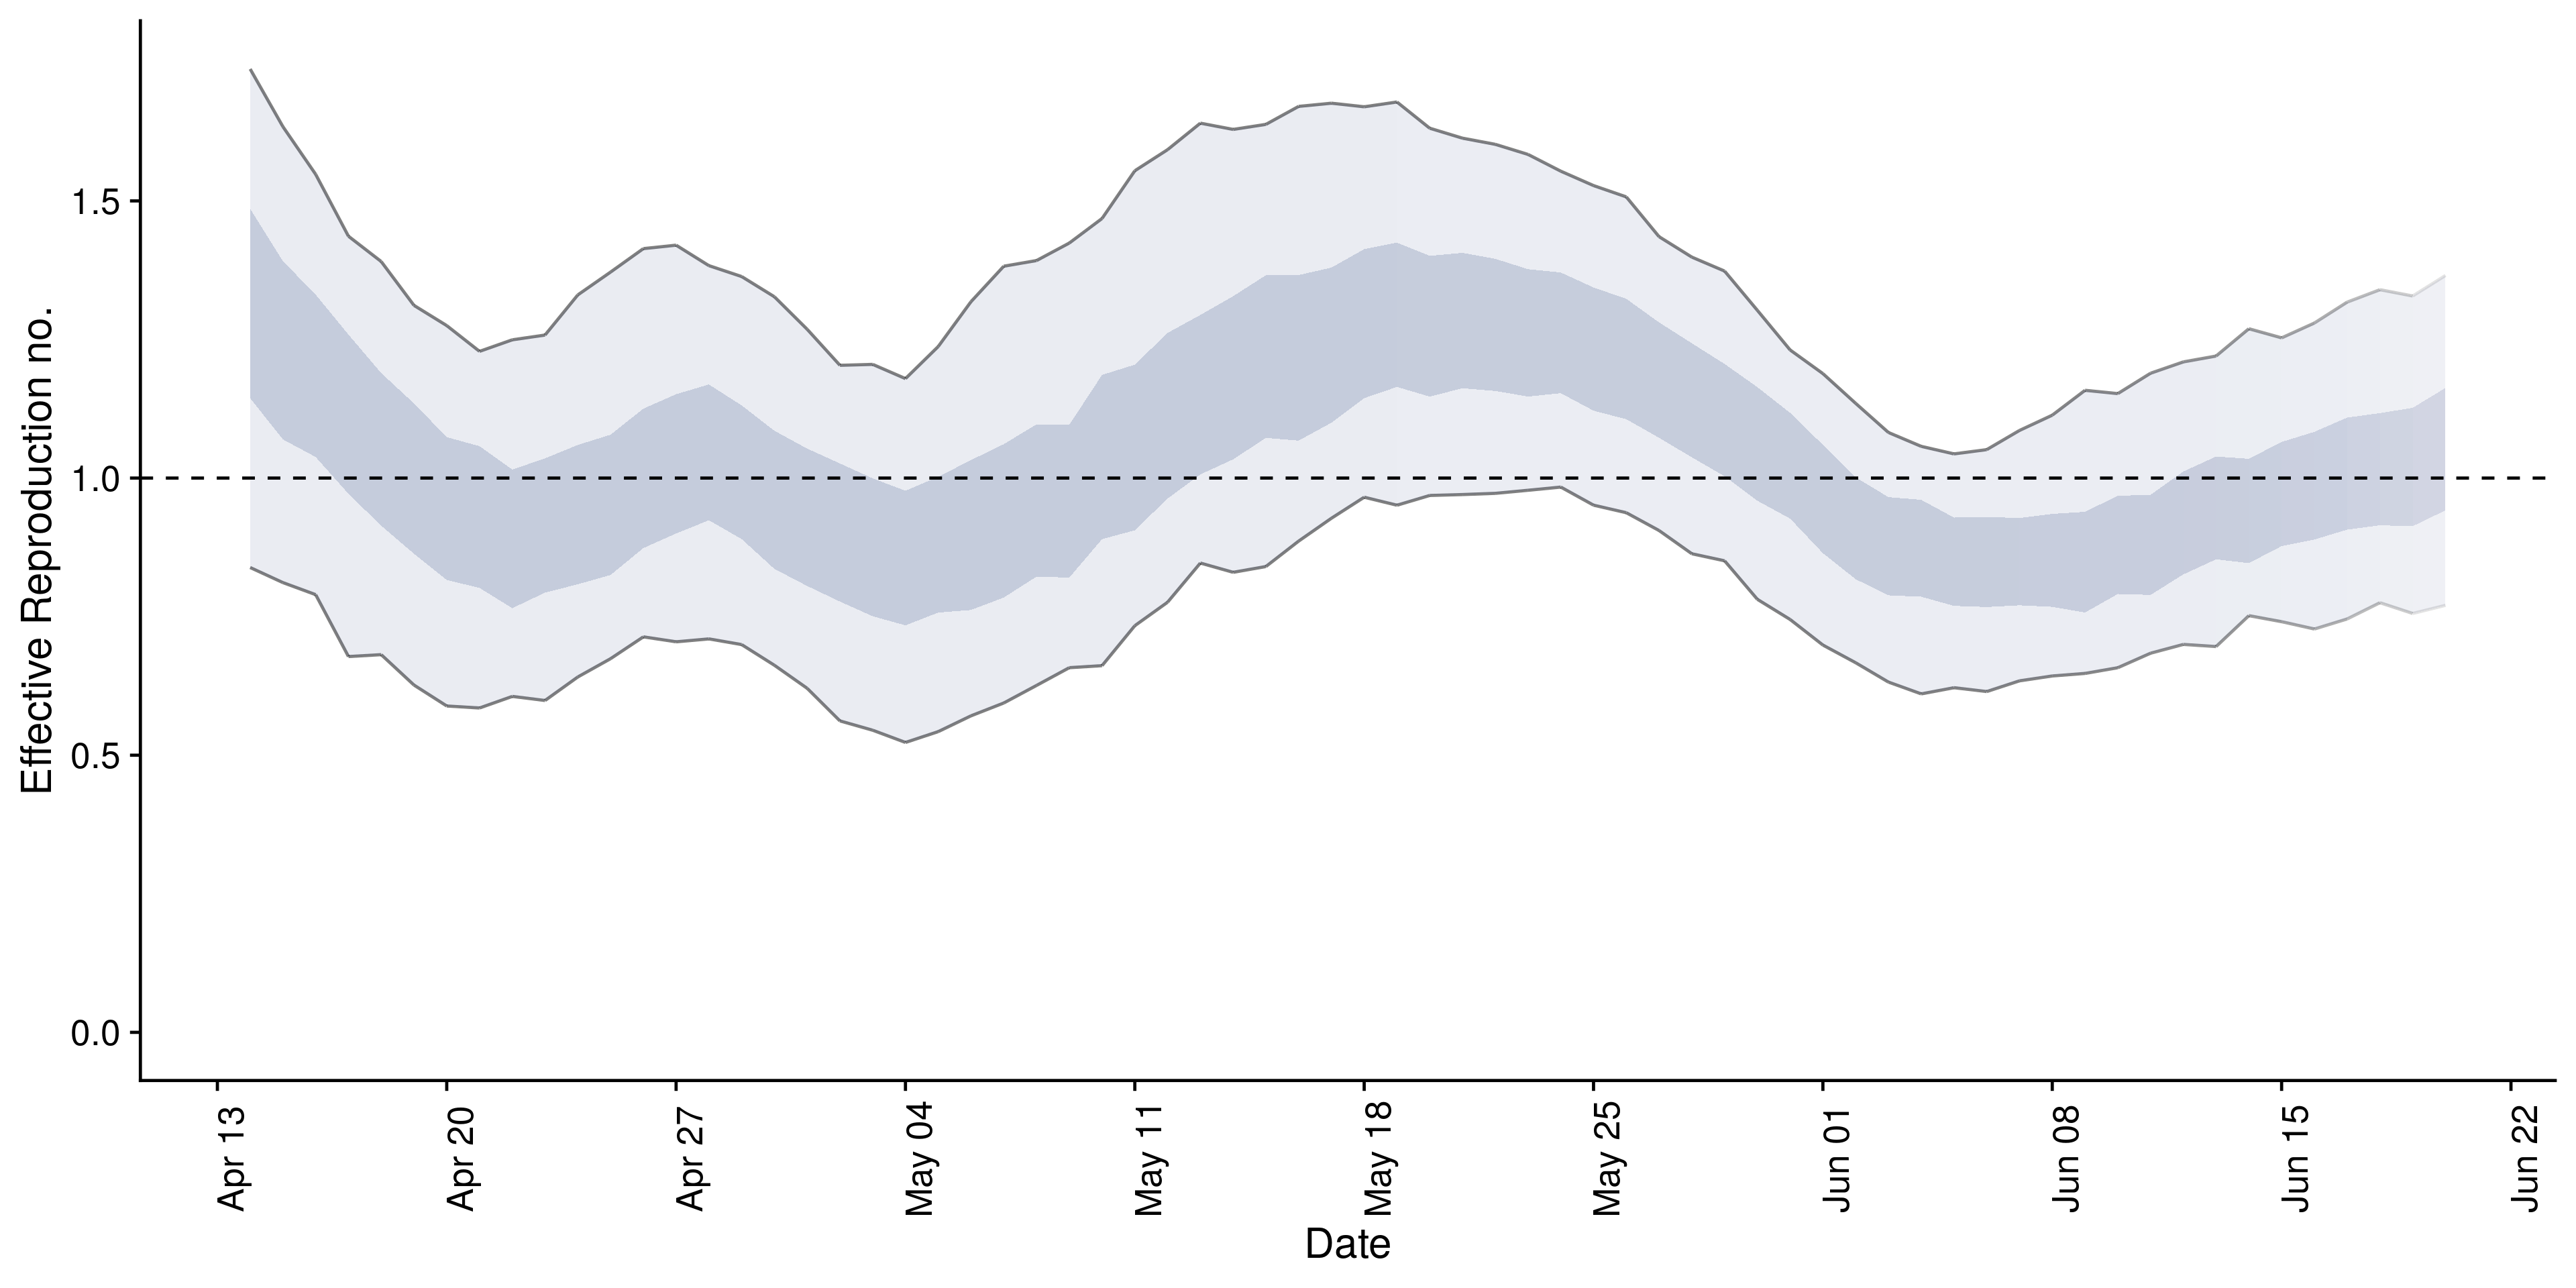 Effective Reproduction no.
1.5
1.0
0.5
0.0
Apr 13
Apr 20
Apr 27
May 04
May 11
May 18
May 25
Jun 01
Jun 08
Jun 15
Jun 22
Date